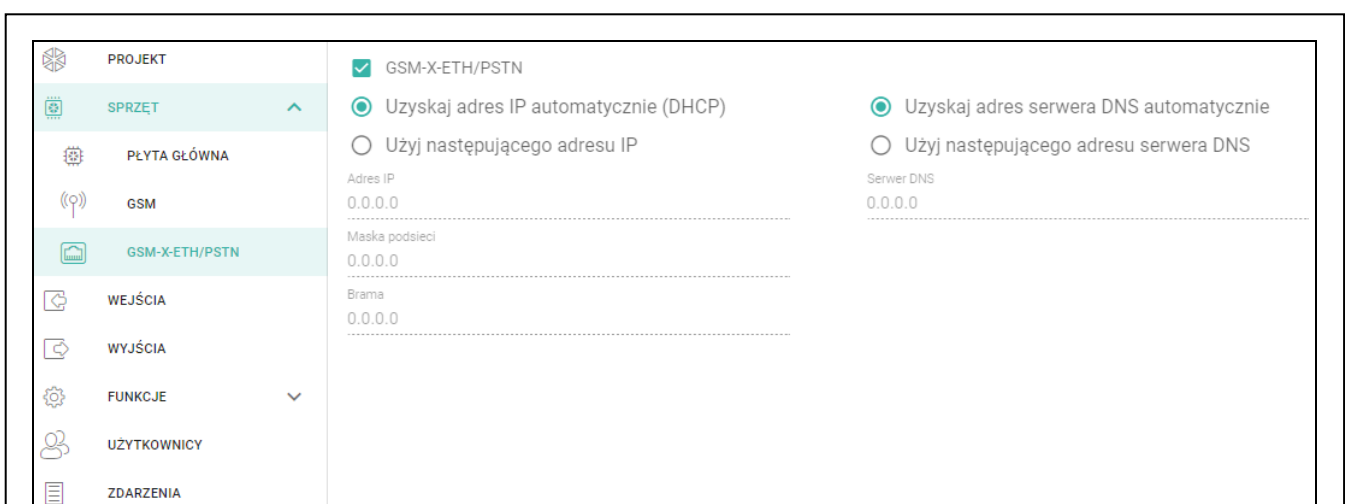 PROJEKT
SPRZĘT
PŁYTA GŁÓWNA
GSM
GSM-X-ETH/PSTN
WEJŚCIA
WYJŚCIA
FUNKCJE
UŻYTKOWNICY
ZDARZENIA
GSM-X-ETH/PSTN
Uzyskaj adres IP automatycznie (DHCP)
Użyj następującego adresu IP
Adres IP
0.0.0.0
Maska podsieci
0.0.0.0
Brama
0.0.0.0
Uzyskaj adres serwera DNS automatycznie
Użyj następującego adresu serwera DNS
Serwer DNS
0.0.0.0